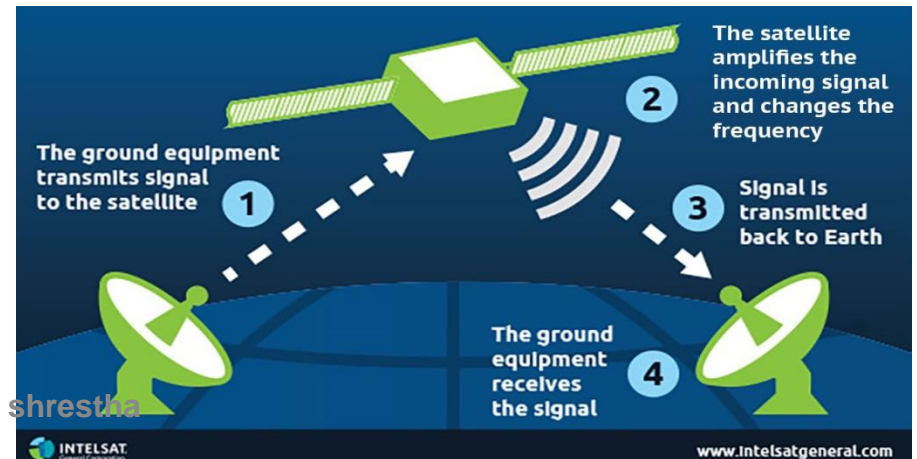 The ground equipment
transmits signal
to the satellite
1
The satellite
amplifies the
incoming signal
and changes the
frequency
2
3
Signal is
transmitted
back to Earth
The ground
equipment
receives
the signal
4
shrestha
INTELSAT
General Corporation
www.intelsatgeneral.com